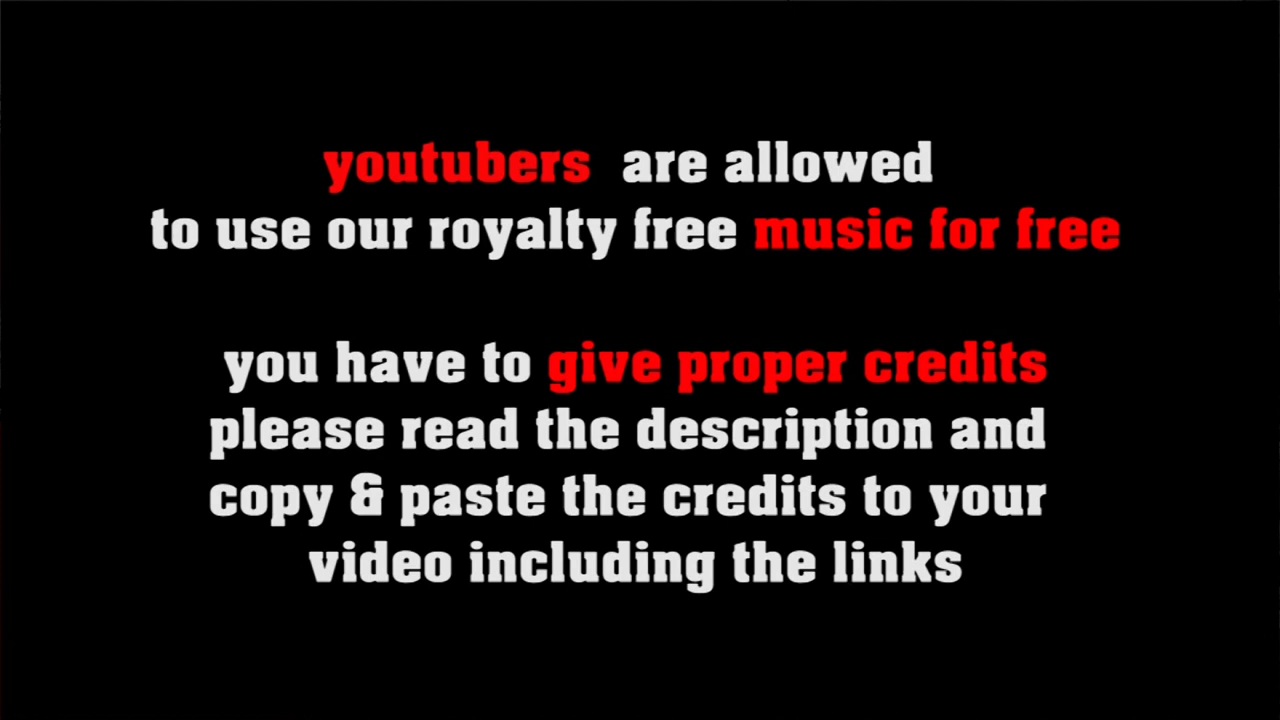 youtubers are allowed
to use our royalty free music for free
you have to give proper credits
please read the description and
copy & paste the credits to your
video including the links